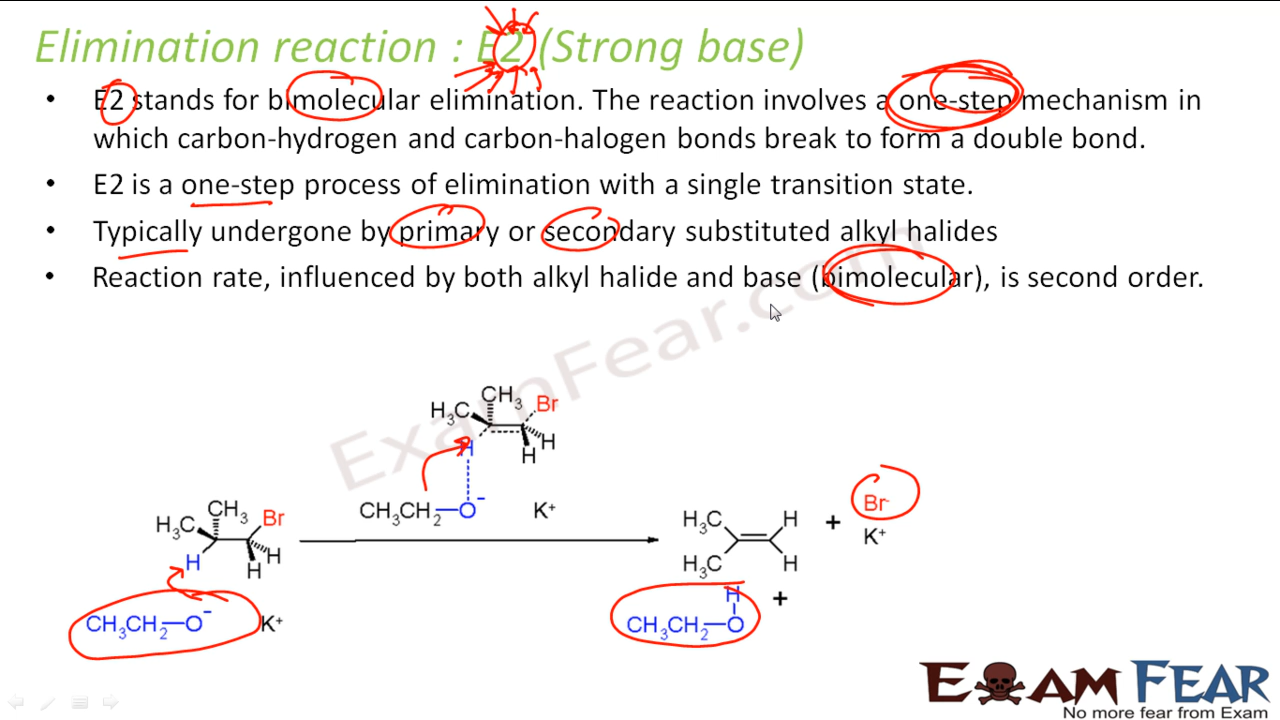 Elimination reaction : E2 (Strong base)
• E2 stands for bimolecular elimination. The reaction involves a one-step mechanism in
which carbon-hydrogen and carbon-halogen bonds break to form a double bond.
• E2 is a one-step process of elimination with a single transition state.
• Typically undergone by primary or secondary substituted alkyl halides
• Reaction rate, influenced by both alkyl halide and base (bimolecular), is second order.
ExamFear.com
CH₃
H₃C Br
H
H H
CH₃CH₂—O⁻ K⁺
CH₃
H₃C Br
H H
H
CH₃CH₂—O⁻ K⁺
H₃C H
H₃C H
+ Br⁻
K⁺
+
H
CH₃CH₂—O
EXAM FEAR
No more fear from Exam